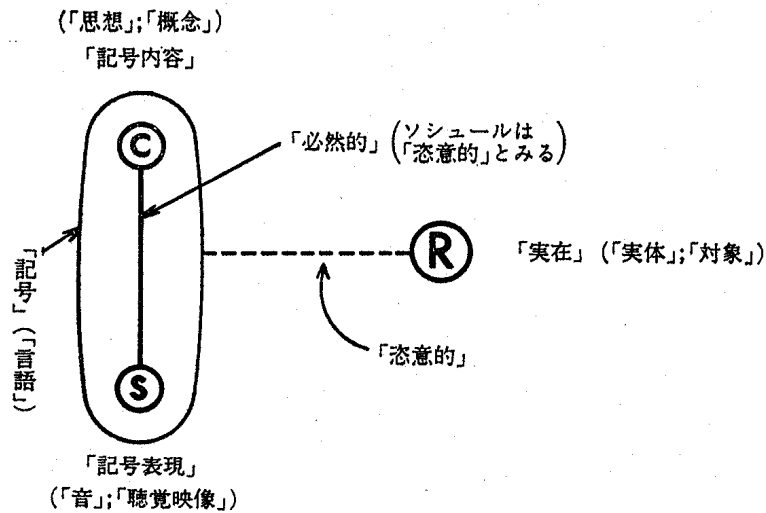 (「思想」;「概念」)
「記号内容」
C
「必然的」(ソシュールは
「恣意的」とみる)
R
「実在」(「実体」;「対象」)
「記号」(「言語」)
「恣意的」
S
「記号表現」
(「音」;「聴覚映像」)